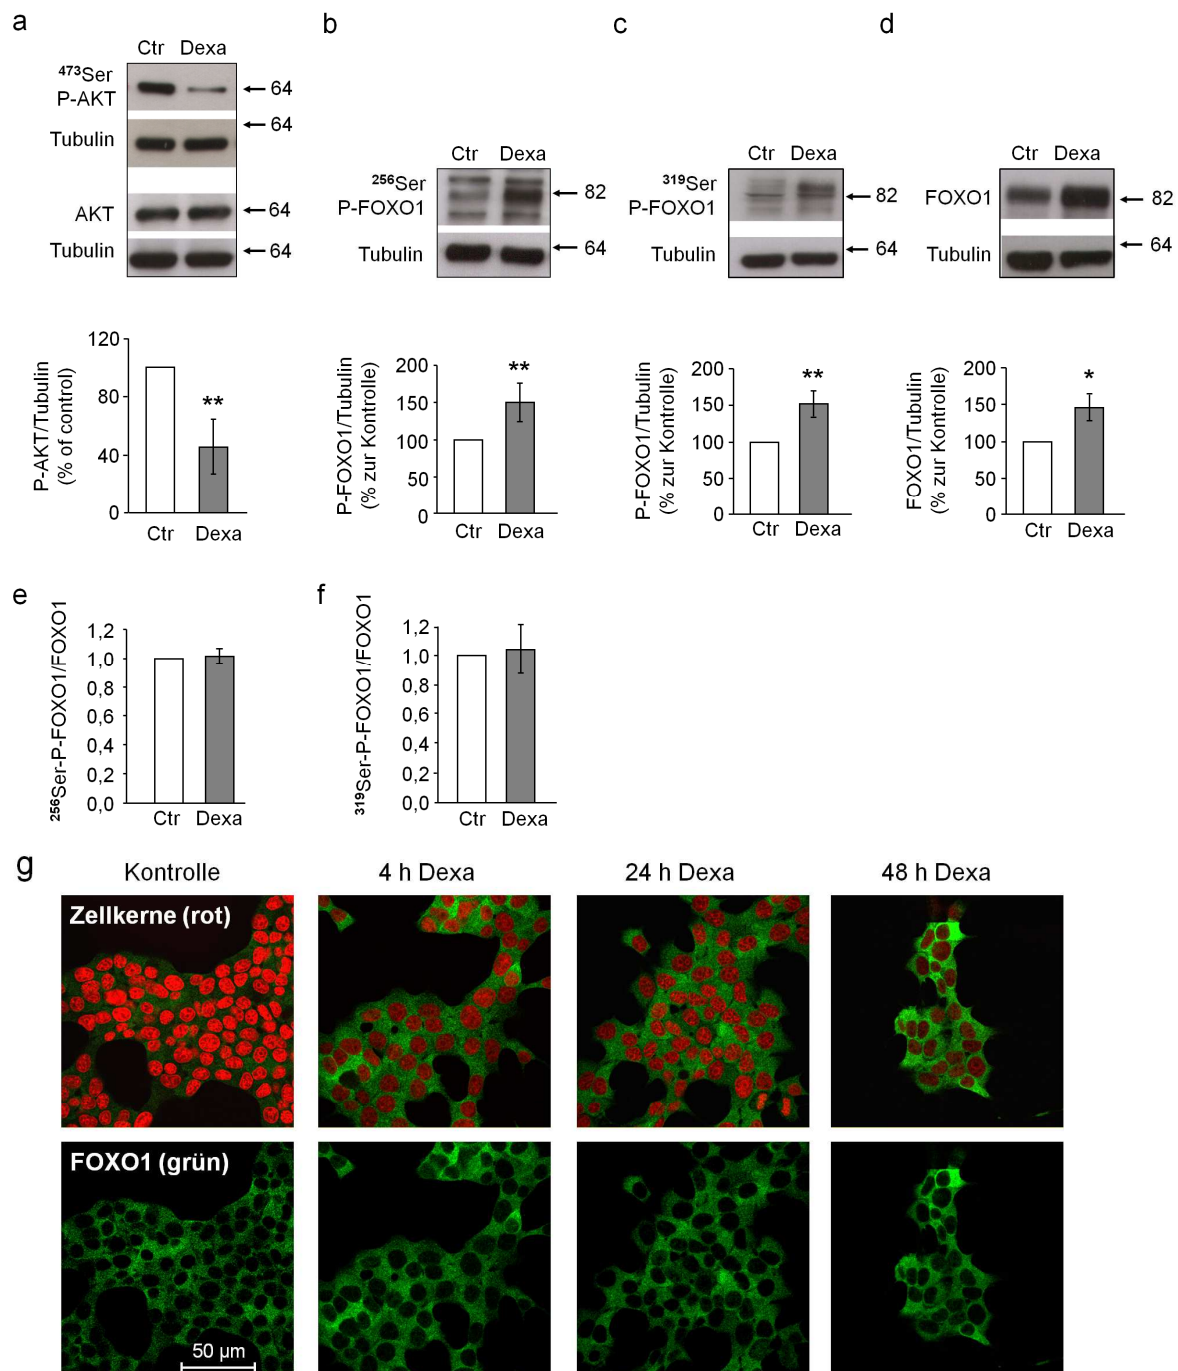 a
b
c
d
Ctr Dexa
⁴⁷³Ser
P-AKT
64
64
Tubulin
AKT
64
Tubulin
64
Ctr Dexa
²⁵⁶Ser
P-FOXO1
82
Tubulin
64
Ctr Dexa
³¹⁹Ser
P-FOXO1
82
Tubulin
64
Ctr Dexa
FOXO1
82
Tubulin
64
P-AKT/Tubulin
(% of control)
120
80
40
0
**
Ctr Dexa
P-FOXO1/Tubulin
(% zur Kontrolle)
200
150
100
50
0
**
Ctr Dexa
P-FOXO1/Tubulin
(% zur Kontrolle)
200
150
100
50
0
**
Ctr Dexa
FOXO1/Tubulin
(% zur Kontrolle)
200
150
100
50
0
*
Ctr Dexa
e
²⁵⁶Ser-P-FOXO1/FOXO1
1,2
1,0
0,8
0,6
0,4
0,2
0,0
Ctr Dexa
f
³¹⁹Ser-P-FOXO1/FOXO1
1,2
1,0
0,8
0,6
0,4
0,2
0,0
Ctr Dexa
g
Kontrolle
4 h Dexa
24 h Dexa
48 h Dexa
Zellkerne (rot)
FOXO1 (grün)
50 µm